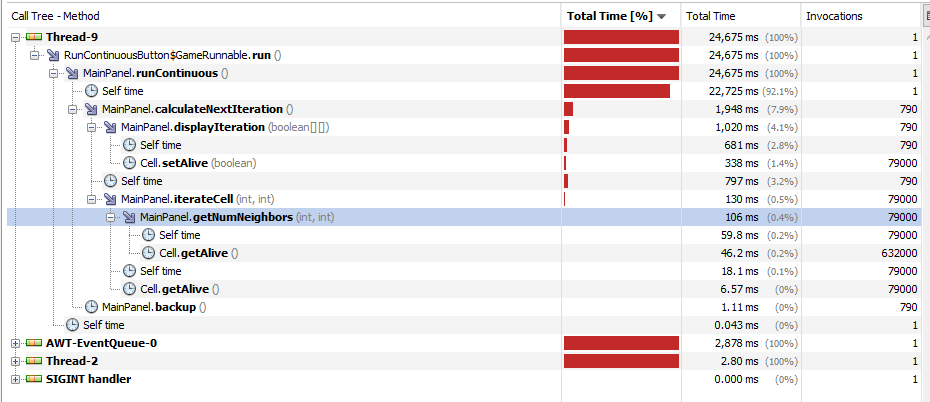 Call Tree - Method Total Time [%] Total Time Invocations
Thread-9 24,675 ms (100%) 1
RunContinuousButton$GameRunnable.run () 24,675 ms (100%) 1
MainPanel.runContinuous () 24,675 ms (100%) 1
Self time 22,725 ms (92.1%) 1
MainPanel.calculateNextIteration () 1,948 ms (7.9%) 790
MainPanel.displayIteration (boolean[][]) 1,020 ms (4.1%) 790
Self time 681 ms (2.8%) 790
Cell.setAlive (boolean) 338 ms (1.4%) 79000
Self time 797 ms (3.2%) 790
MainPanel.iterateCell (int, int) 130 ms (0.5%) 79000
MainPanel.getNumNeighbors (int, int) 106 ms (0.4%) 79000
Self time 59.8 ms (0.2%) 79000
Cell.getAlive () 46.2 ms (0.2%) 632000
Self time 18.1 ms (0.1%) 79000
Cell.getAlive () 6.57 ms (0%) 79000
MainPanel.backup () 1.11 ms (0%) 790
Self time 0.043 ms (0%) 1
AWT-EventQueue-0 2,878 ms (100%) 1
Thread-2 2.80 ms (100%) 1
SIGINT handler 0.000 ms (0%) 1